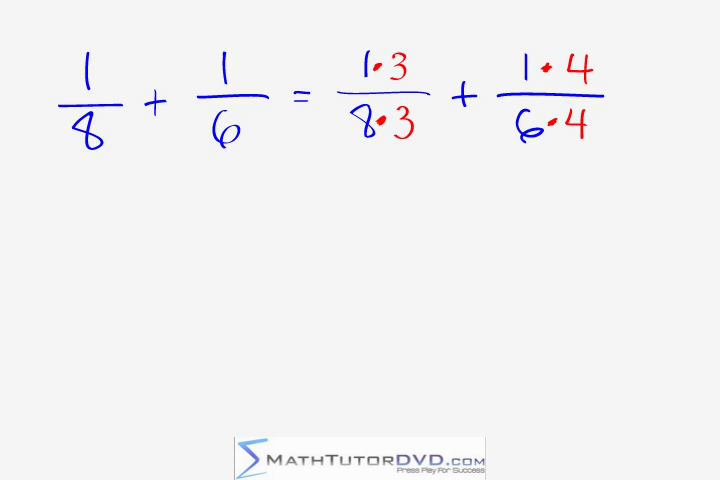 1/8 + 1/6 = 1·3/8·3 + 1·4/6·4
MATHTUTORDVD.COM
Press Play For Success